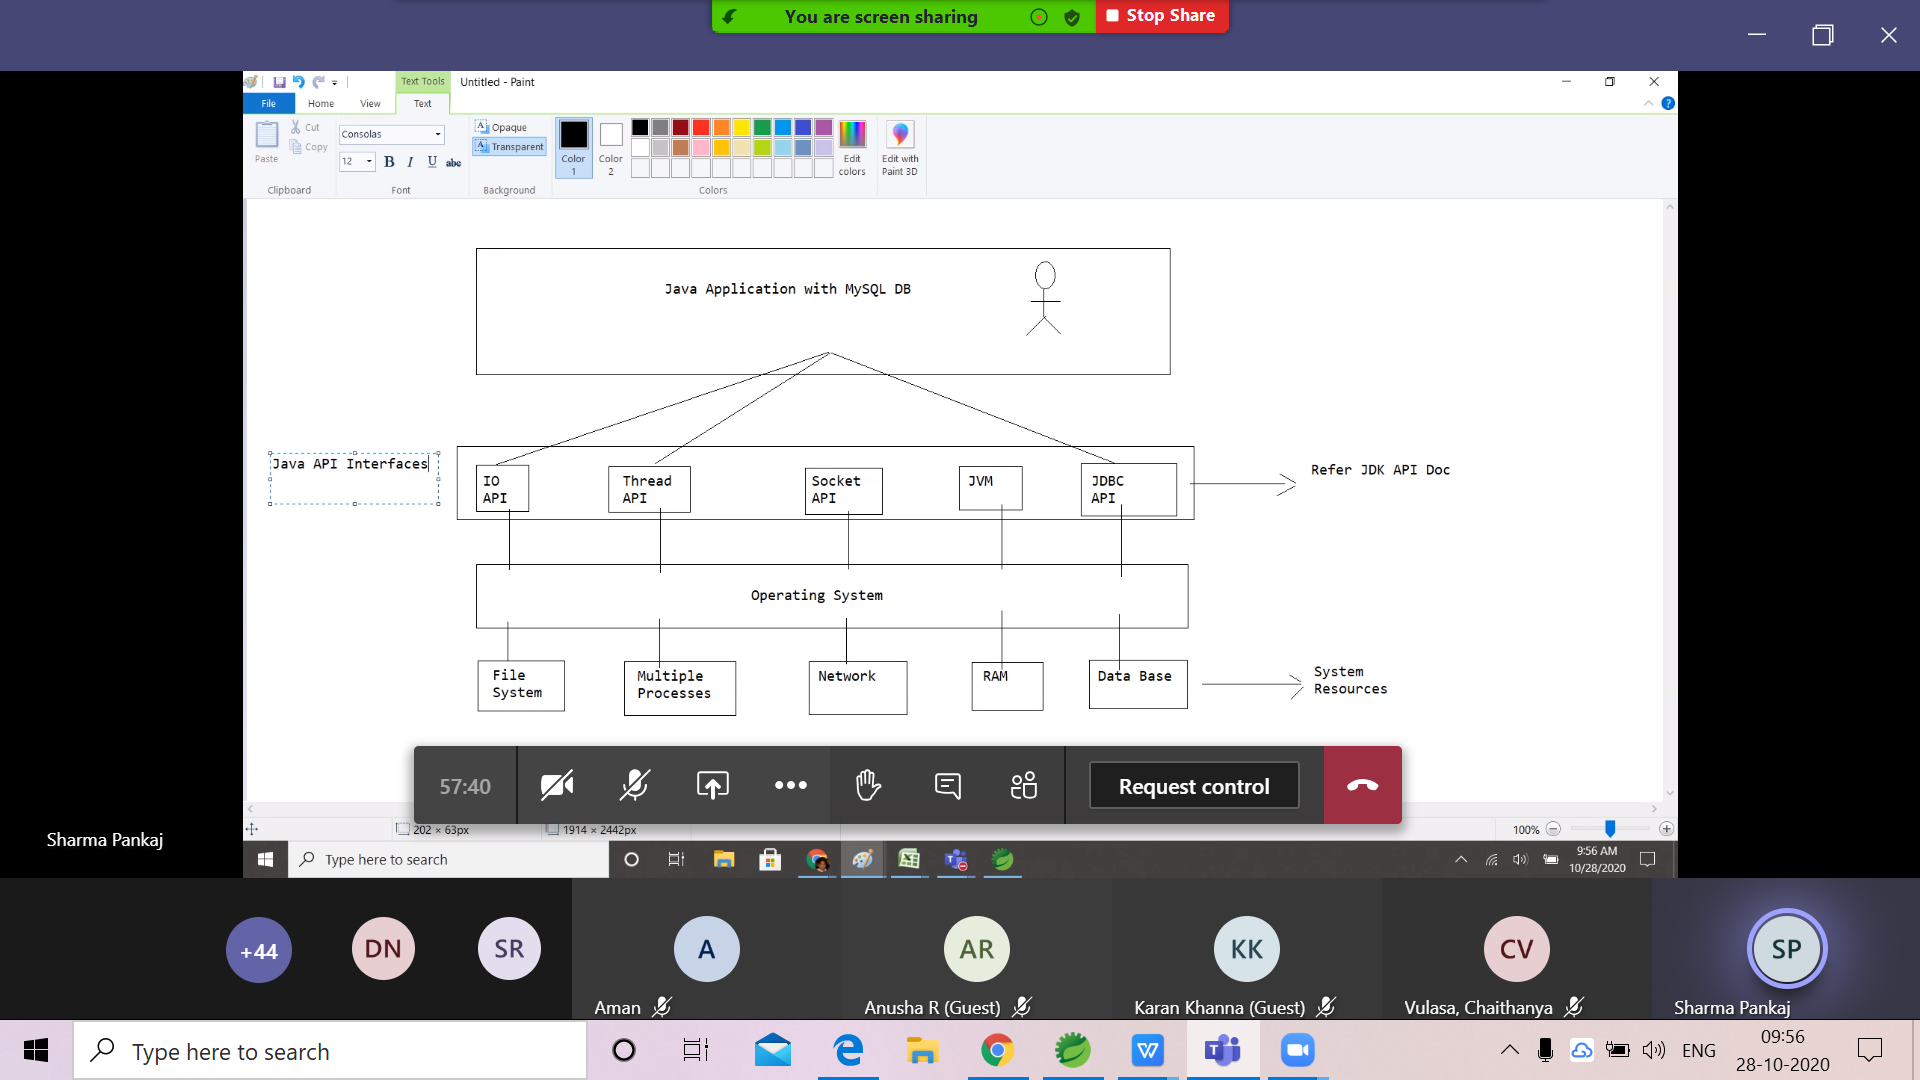 You are screen sharing
Stop Share
Text Tools
Untitled - Paint
File
Home
View
Text
Paste
Cut
Copy
Clipboard
Consolas
12
B I U abc
Font
Opaque
Transparent
Background
Color
1
Color
2
Edit
colors
Edit with
Paint 3D
Colors
Java Application with MySQL DB
Java API Interfaces
IO
API
Thread
API
Socket
API
JVM
JDBC
API
Refer JDK API Doc
Operating System
File
System
Multiple
Processes
Network
RAM
Data Base
System
Resources
57:40
Request control
202 × 63px
1914 × 2442px
100%
Sharma Pankaj
Type here to search
9:56 AM
10/28/2020
+44
DN
SR
A
AR
KK
CV
SP
Aman
Anusha R (Guest)
Karan Khanna (Guest)
Vulasa, Chaithanya
Sharma Pankaj
Type here to search
ENG
09:56
28-10-2020